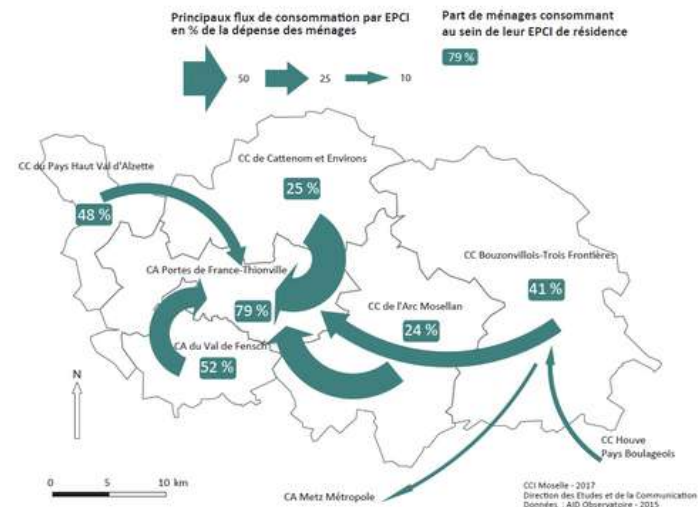 Principaux flux de consommation par EPCI
en % de la dépense des ménages
50
25
10
Part de ménages consommant
au sein de leur EPCI de résidence
79 %
CC du Pays Haut Val d'Alzette
48 %
CC de Cattenom et Environs
25 %
CC Bouzonvillois-Trois Frontières
41 %
CA Portes de France-Thionville
79 %
CC de l'Arc Mosellan
24 %
CA du Val de Fensch
52 %
N
0 5 10 km
CC Houve
Pays Boulageois
CA Metz Métropole
CCI Moselle - 2017
Direction des Etudes et de la Communication
Données : AID Observatoire - 2015